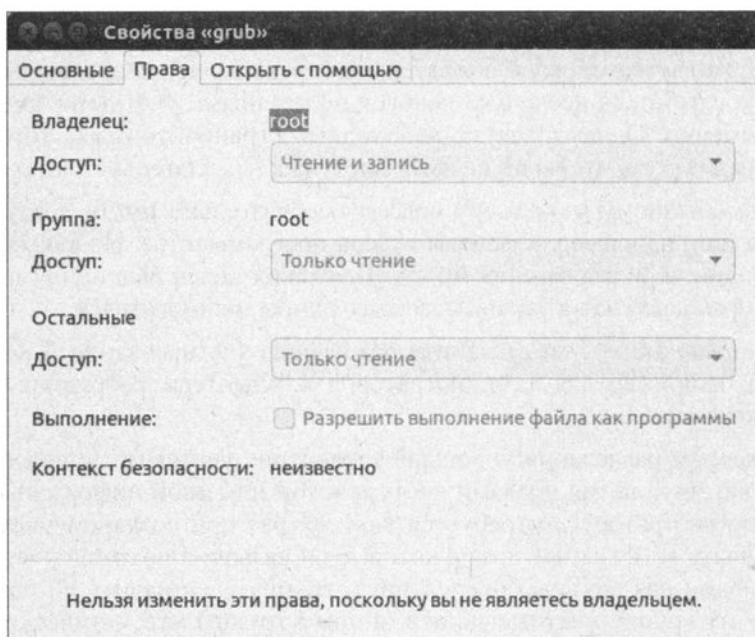 Свойства «grub»
Основные Права Открыть с помощью
Владелец: root
Доступ: Чтение и запись
Группа: root
Доступ: Только чтение
Остальные
Доступ: Только чтение
Выполнение: Разрешить выполнение файла как программы
Контекст безопасности: неизвестно
Нельзя изменить эти права, поскольку вы не являетесь владельцем.